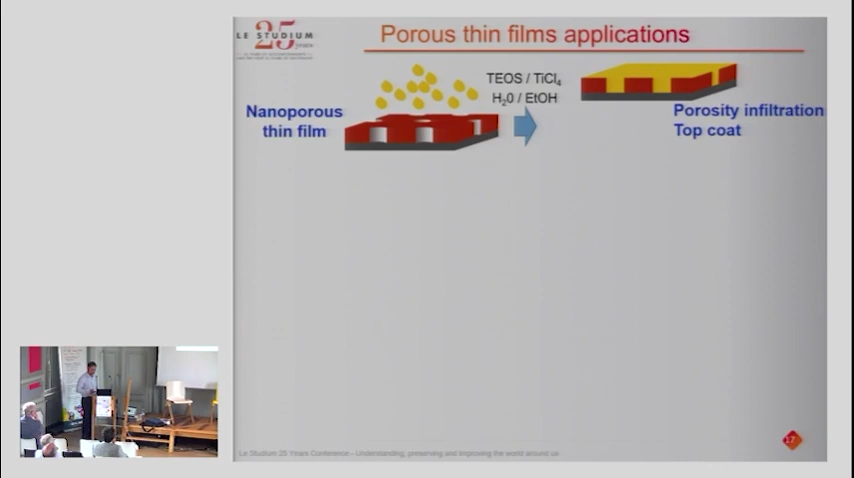 LE STUDIUM
25
years
Porous thin films applications
Nanoporous
thin film
TEOS / TiCl4
H20 / EtOH
Porosity infiltration
Top coat
17
Le Studium 25 Years Conference – Understanding, preserving and improving the world around us